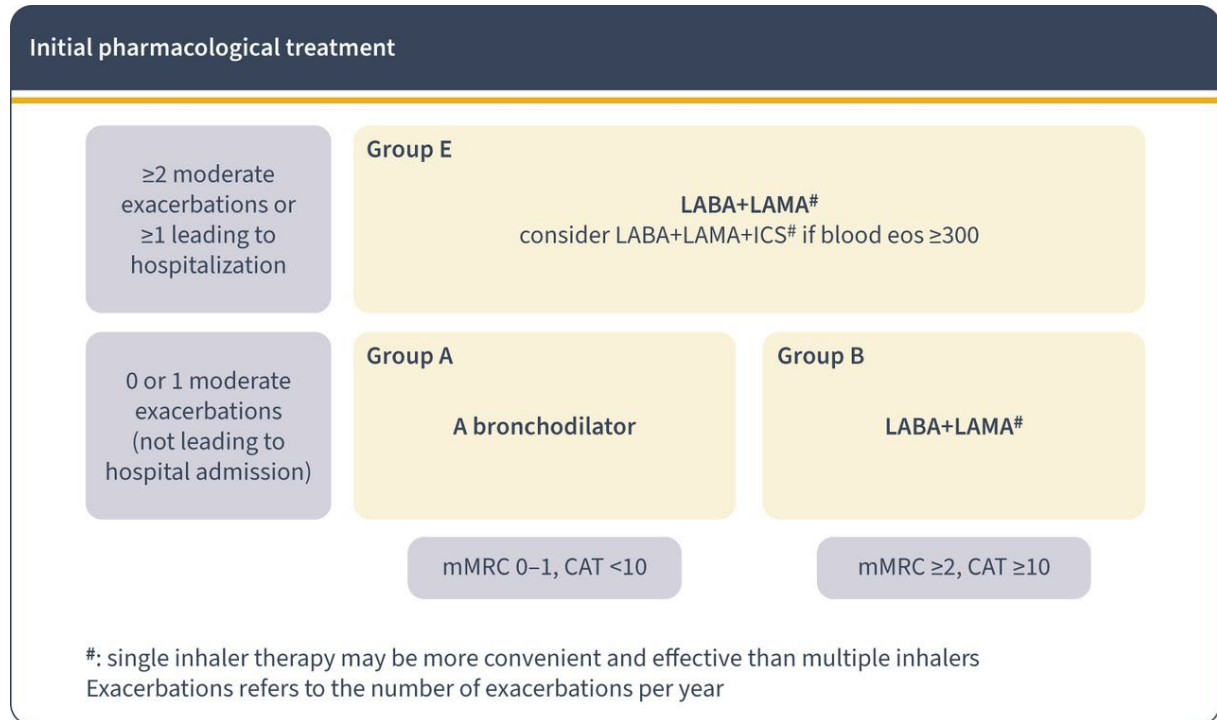 Initial pharmacological treatment
≥2 moderate
exacerbations or
≥1 leading to
hospitalization
Group E
LABA+LAMA#
consider LABA+LAMA+ICS# if blood eos ≥300
0 or 1 moderate
exacerbations
(not leading to
hospital admission)
Group A
A bronchodilator
Group B
LABA+LAMA#
mMRC 0–1, CAT <10
mMRC ≥2, CAT ≥10
#: single inhaler therapy may be more convenient and effective than multiple inhalers
Exacerbations refers to the number of exacerbations per year